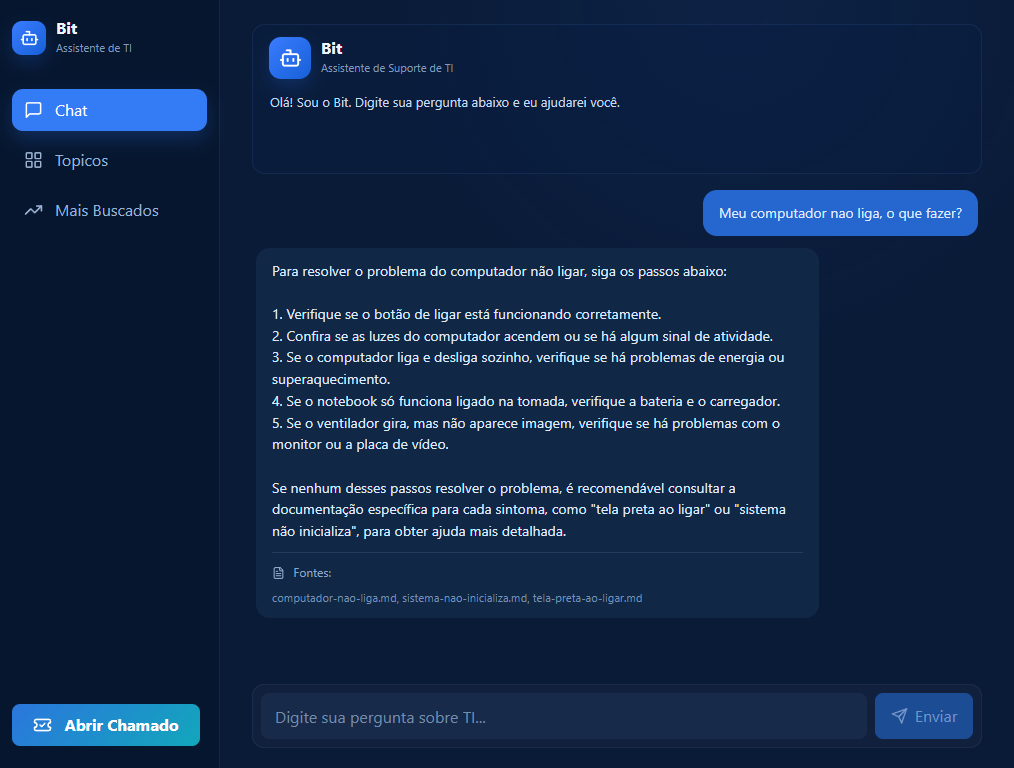 Bit
Assistente de TI
Chat
Topicos
Mais Buscados
Abrir Chamado
Bit
Assistente de Suporte de TI
Olá! Sou o Bit. Digite sua pergunta abaixo e eu ajudarei você.
Meu computador nao liga, o que fazer?
Para resolver o problema do computador não ligar, siga os passos abaixo:
1. Verifique se o botão de ligar está funcionando corretamente.
2. Confira se as luzes do computador acendem ou se há algum sinal de atividade.
3. Se o computador liga e desliga sozinho, verifique se há problemas de energia ou
superaquecimento.
4. Se o notebook só funciona ligado na tomada, verifique a bateria e o carregador.
5. Se o ventilador gira, mas não aparece imagem, verifique se há problemas com o
monitor ou a placa de vídeo.
Se nenhum desses passos resolver o problema, é recomendável consultar a
documentação específica para cada sintoma, como "tela preta ao ligar" ou "sistema
não inicializa", para obter ajuda mais detalhada.
Fontes:
computador-nao-liga.md, sistema-nao-inicializa.md, tela-preta-ao-ligar.md
Digite sua pergunta sobre TI...
Enviar